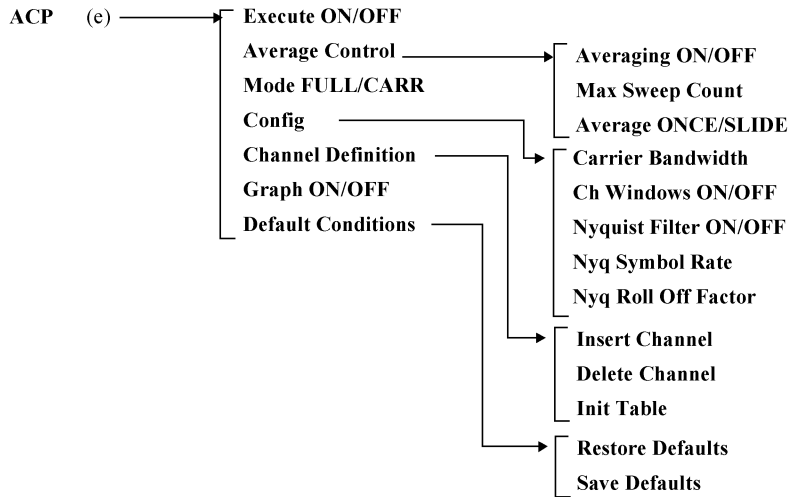 ACP (e)
Execute ON/OFF
Average Control
Mode FULL/CARR
Config
Channel Definition
Graph ON/OFF
Default Conditions
Averaging ON/OFF
Max Sweep Count
Average ONCE/SLIDE
Carrier Bandwidth
Ch Windows ON/OFF
Nyquist Filter ON/OFF
Nyq Symbol Rate
Nyq Roll Off Factor
Insert Channel
Delete Channel
Init Table
Restore Defaults
Save Defaults